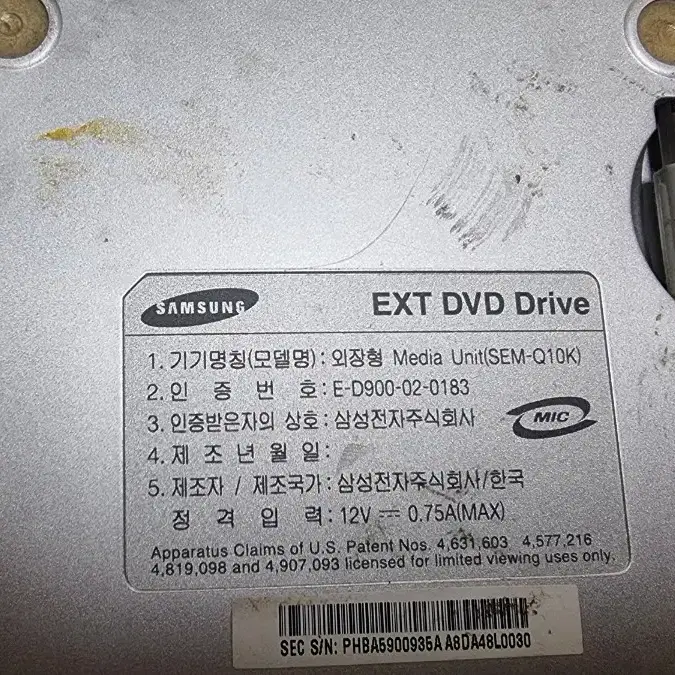 SAMSUNG
EXT DVD Drive
1. 기기명칭(모델명) : 외장형 Media Unit(SEM-Q10K)
2. 인 증 번 호 : E-D900-02-0183
3. 인증받은자의 상호 : 삼성전자주식회사
MIC
4. 제 조 년 월 일 :
5. 제조자 / 제조국가 : 삼성전자주식회사/한국
정 격 입 력 : 12V ⎓ 0.75A(MAX)
Apparatus Claims of U.S. Patent Nos. 4,631,603 4,577,216
4,819,098 and 4,907,093 licensed for limited viewing uses only.
SEC S/N: PHBA5900935A A8DA48L0030